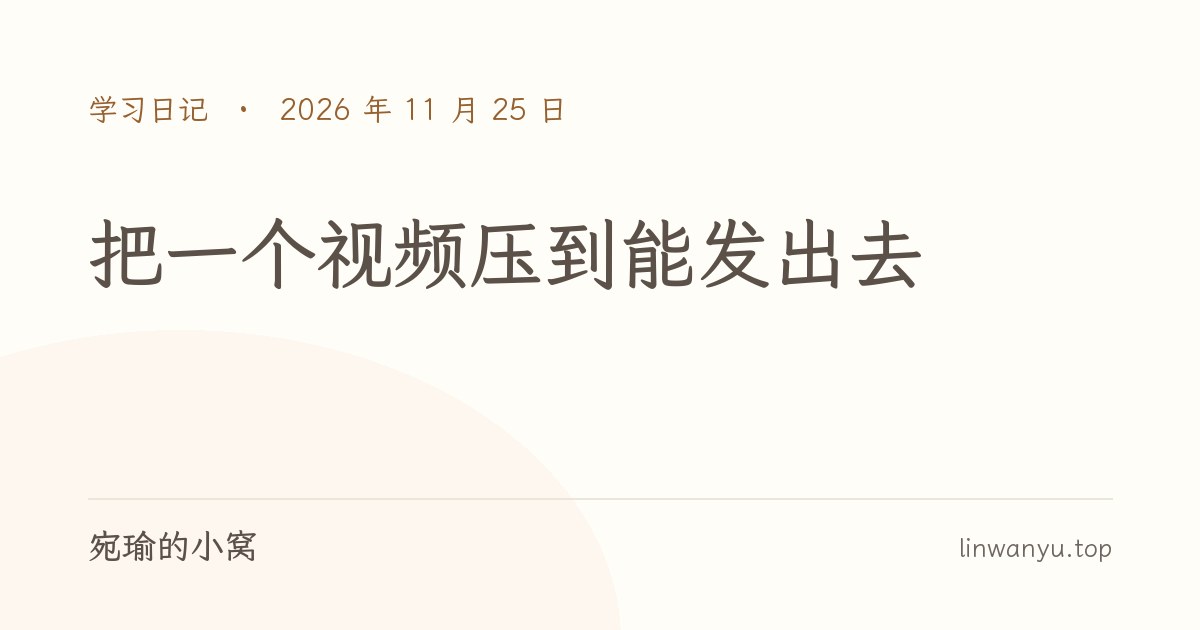 学习日记 · 2026 年 11 月 25 日
把一个视频压到能发出去
宛瑜的小窝
linwanyu.top